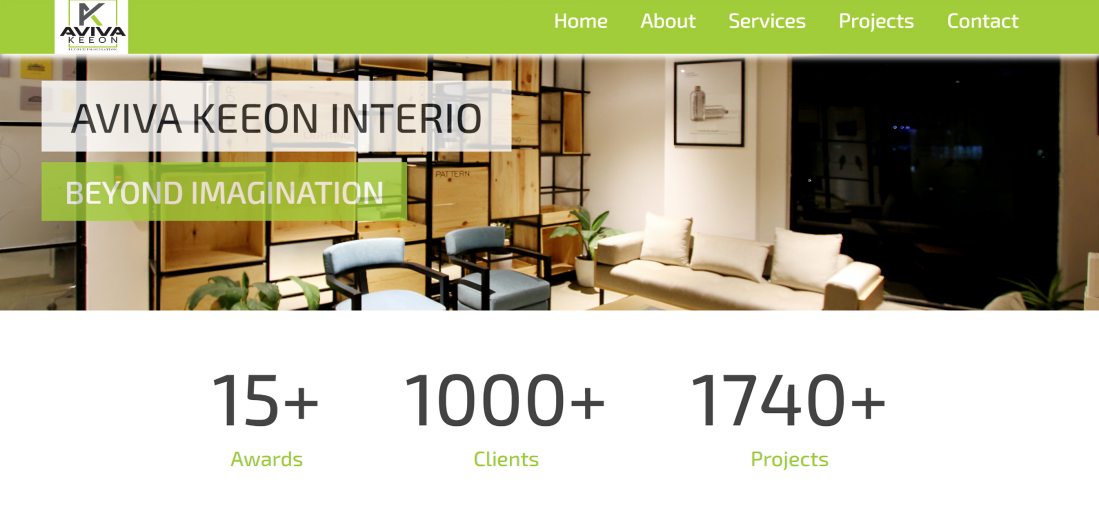 AVIVA
KEEON
Home About Services Projects Contact
AVIVA KEEON INTERIO
BEYOND IMAGINATION
PATTERN
15+ 1000+ 1740+
Awards Clients Projects